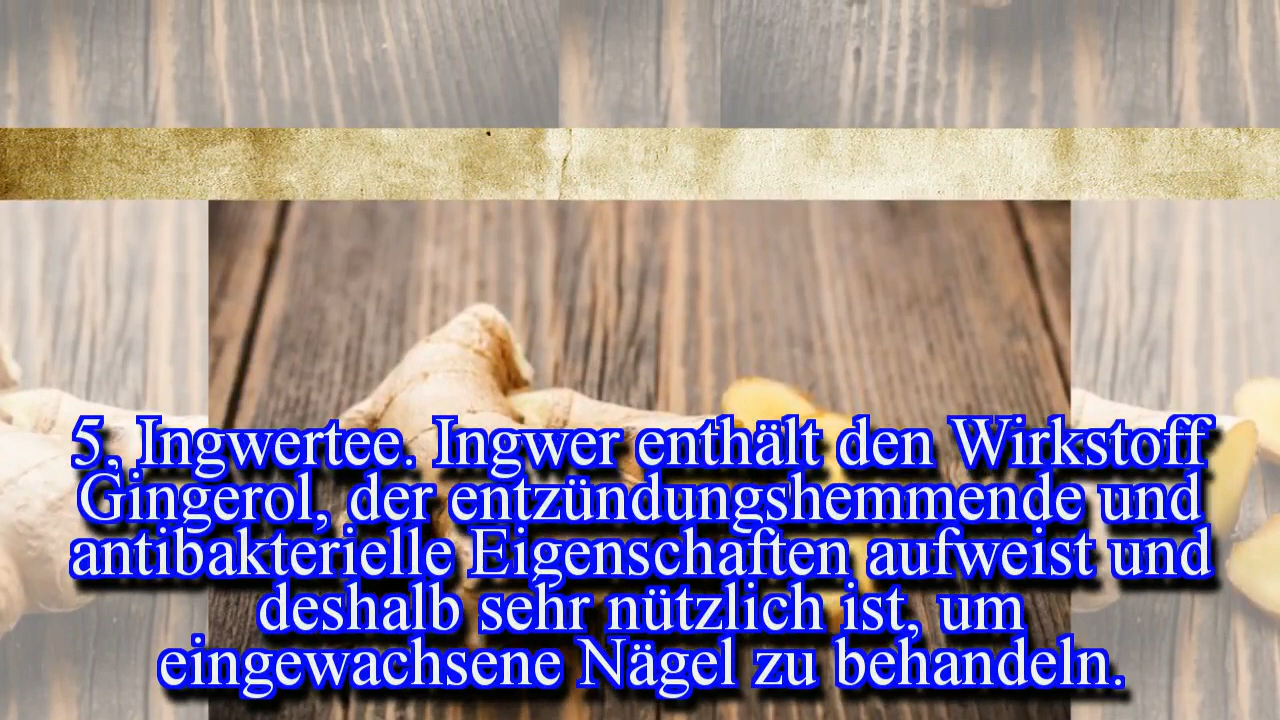 5. Ingwertee. Ingwer enthält den Wirkstoff
Gingerol, der entzündungshemmende und
antibakterielle Eigenschaften aufweist und
deshalb sehr nützlich ist, um
eingewachsene Nägel zu behandeln.